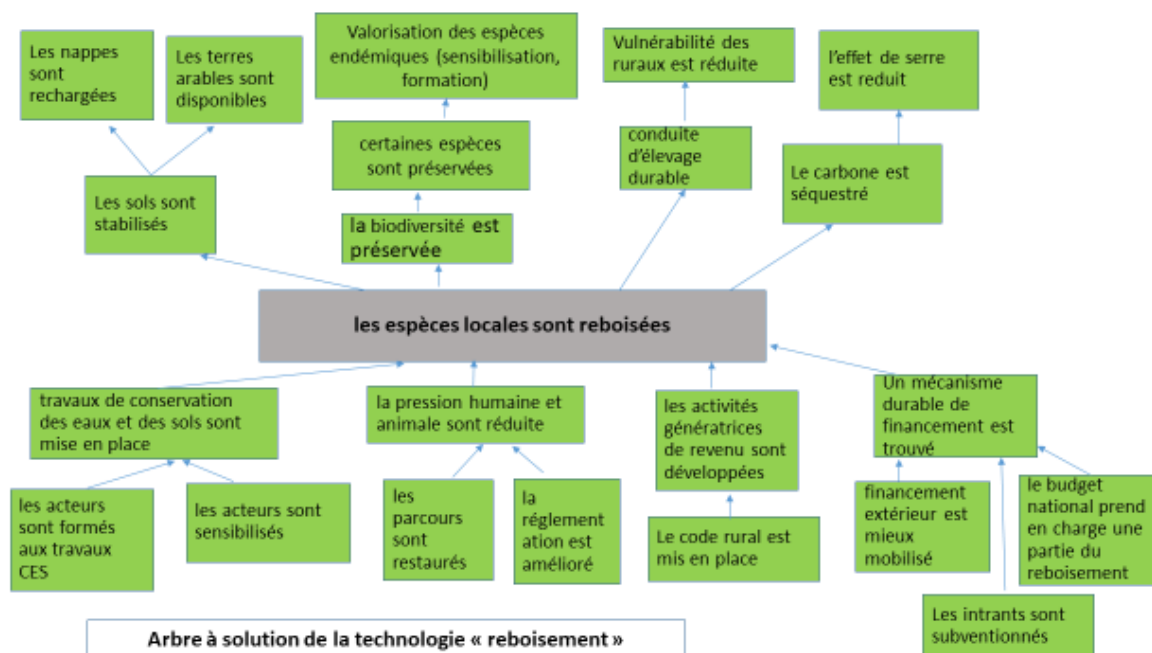 Les nappes
sont
rechargées
Les terres
arables sont
disponibles
Valorisation des espèces
endémiques (sensibilisation,
formation)
Vulnérabilité des
ruraux est réduite
l’effet de serre
est reduit
certaines espèces
sont préservées
conduite
d’élevage
durable
Le carbone est
séquestré
Les sols sont
stabilisés
la biodiversité est
préservée
les espèces locales sont reboisées
travaux de conservation
des eaux et des sols sont
mise en place
la pression humaine et
animale sont réduite
les activités
génératrices
de revenu sont
développées
Un mécanisme
durable de
financement est
trouvé
les acteurs
sont formés
aux travaux
CES
les acteurs sont
sensibilisés
les
parcours
sont
restaurés
la
réglement
ation est
amélioré
Le code rural est
mis en place
financement
extérieur est
mieux
mobilisé
le budget
national prend
en charge une
partie du
reboisement
Les intrants sont
subventionnés
Arbre à solution de la technologie « reboisement »